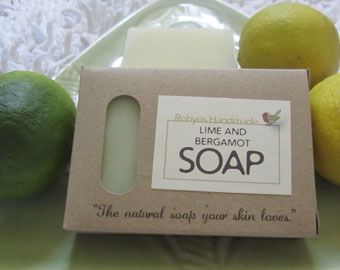 Robyns Handmade
LIME AND
BERGAMOT
SOAP
"The natural soap your skin loves."